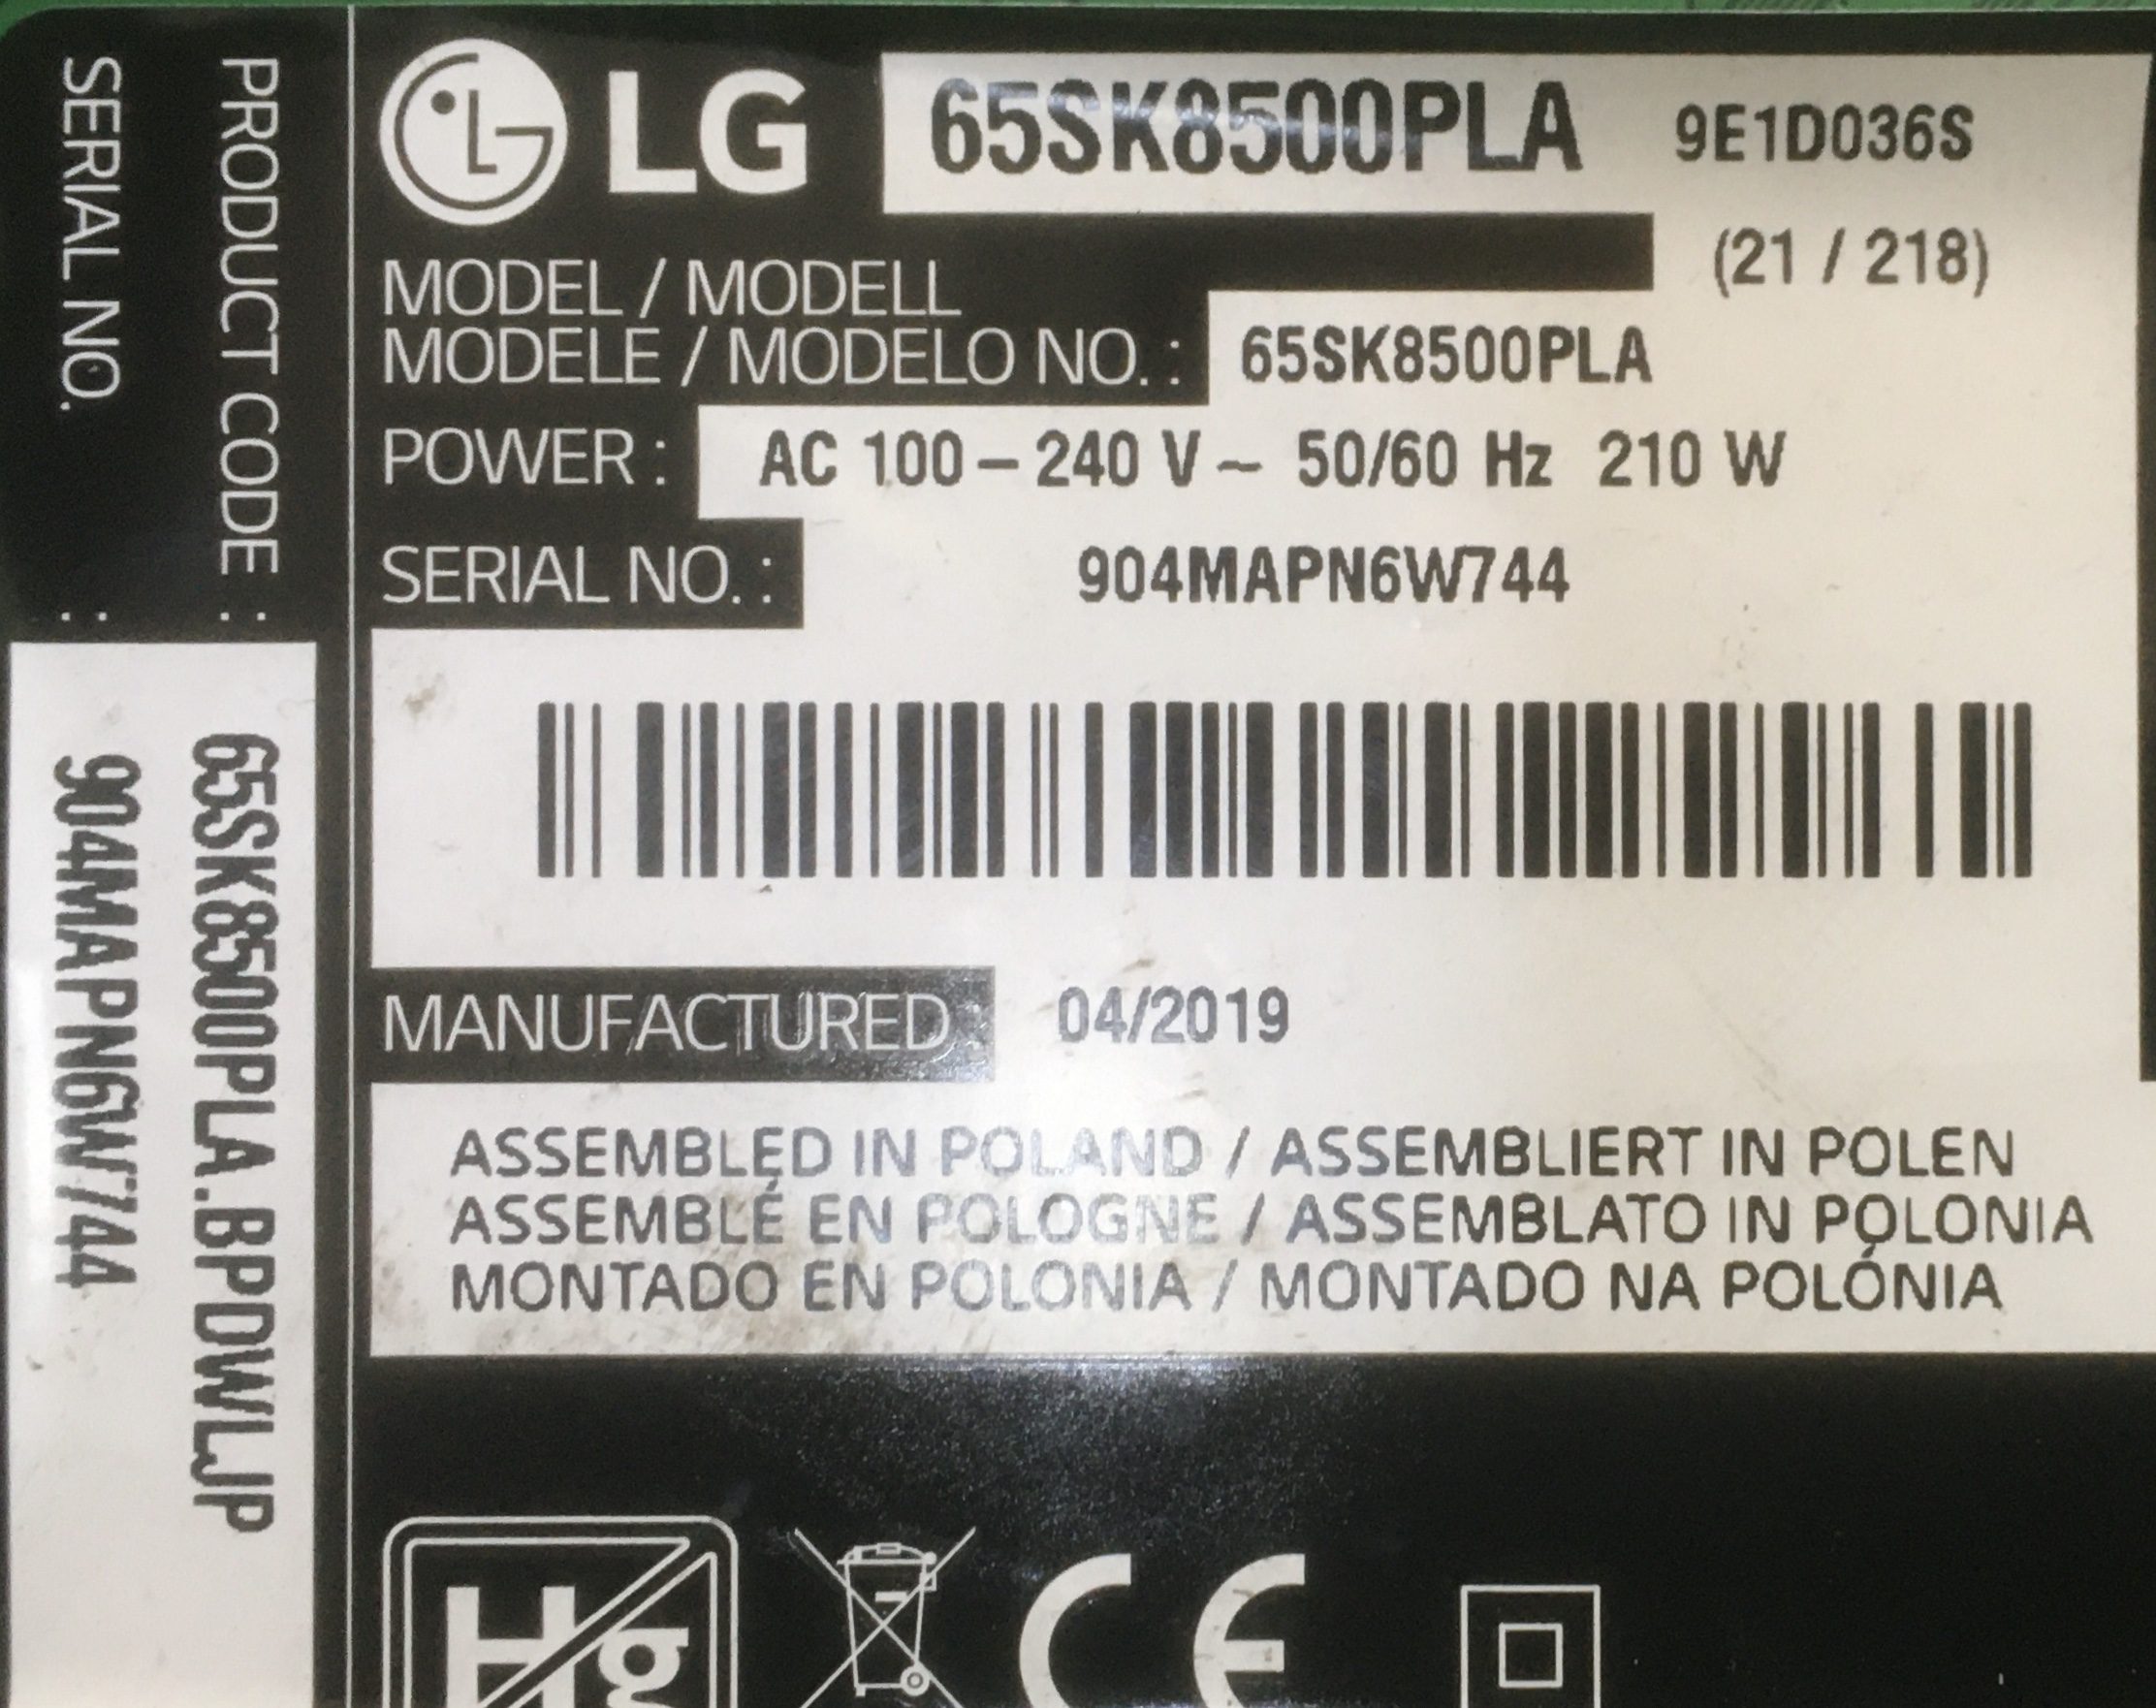 LG 65SK8500PLA 9E1D036S
(21 / 218)
MODEL / MODELL
MODELE / MODELO NO. : 65SK8500PLA
POWER : AC 100 – 240 V ~ 50/60 Hz 210 W
SERIAL NO. : 904MAPN6W744
MANUFACTURED : 04/2019
ASSEMBLED IN POLAND / ASSEMBLIERT IN POLEN
ASSEMBLÉ EN POLOGNE / ASSEMBLATO IN POLONIA
MONTADO EN POLONIA / MONTADO NA POLÓNIA
PRODUCT CODE : 65SK8500PLA.BPDWLJP
SERIAL NO. : 904MAPN6W744
Hg
CE